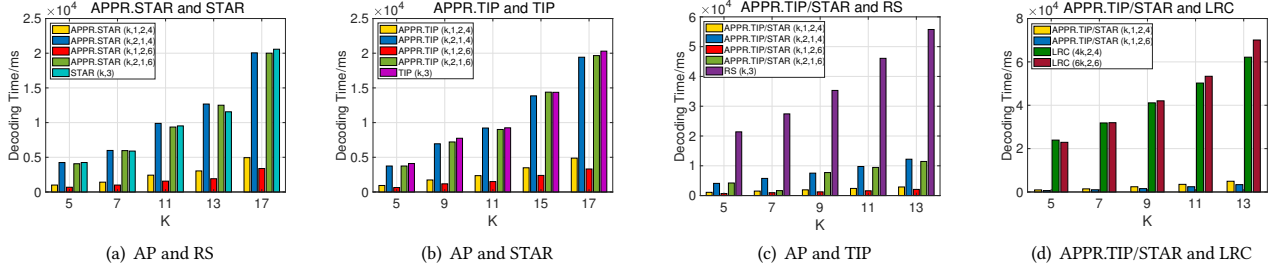 APPR.STAR and STAR
×10⁴
2.5
2.0
1.5
1.0
0.5
0
Decoding Time/ms
APPR.STAR (k,1,2,4)
APPR.STAR (k,2,1,4)
APPR.STAR (k,1,2,6)
APPR.STAR (k,2,1,6)
STAR (k,3)
5 7 11 13 17
K
(a) AP and RS
APPR.TIP and TIP
×10⁴
2.5
2.0
1.5
1.0
0.5
0
Decoding Time/ms
APPR.TIP (k,1,2,4)
APPR.TIP (k,2,1,4)
APPR.TIP (k,1,2,6)
APPR.TIP (k,2,1,6)
TIP (k,3)
5 9 11 15 17
K
(b) AP and STAR
APPR.TIP/STAR and RS
×10⁴
6
5
4
3
2
1
0
Decoding Time/ms
APPR.TIP/STAR (k,1,2,4)
APPR.TIP/STAR (k,2,1,4)
APPR.TIP/STAR (k,1,2,6)
APPR.TIP/STAR (k,2,1,6)
RS (k,3)
5 7 9 11 13
K
(c) AP and TIP
APPR.TIP/STAR and LRC
×10⁴
8
6
4
2
0
Decoding Time/ms
APPR.TIP/STAR (k,1,2,4)
APPR.TIP/STAR (k,1,2,6)
LRC (4k,2,4)
LRC (6k,2,6)
5 7 9 11 13
K
(d) APPR.TIP/STAR and LRC